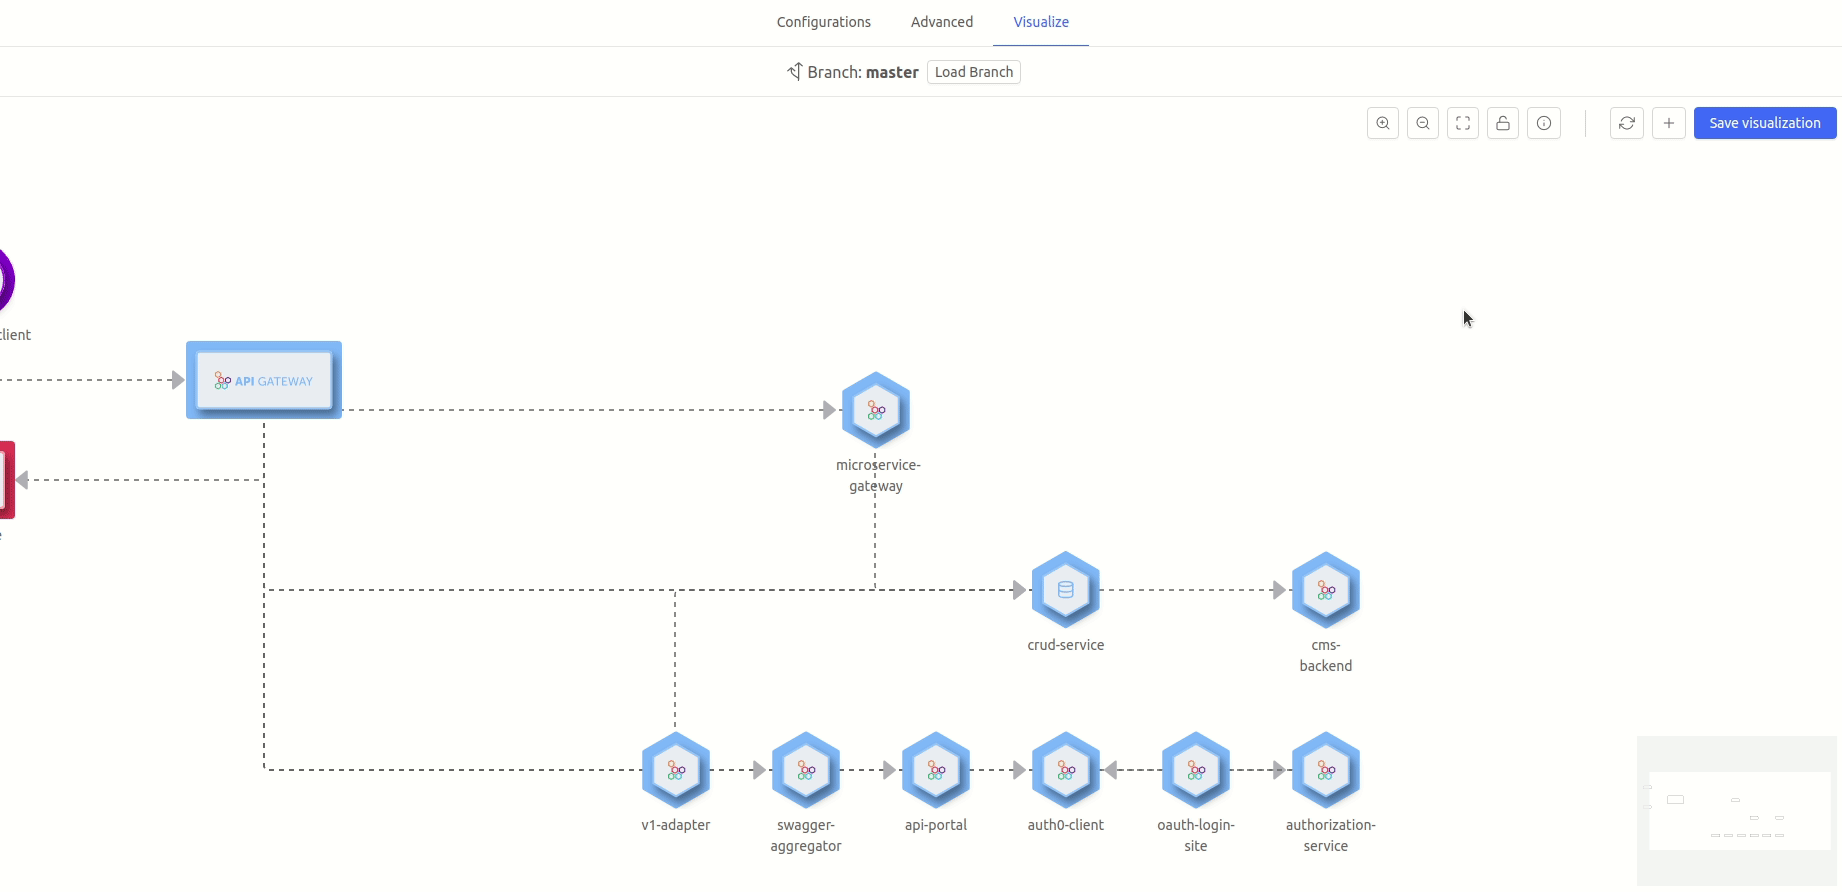 Configurations Advanced Visualize
Branch: master Load Branch
Save visualization
client
API GATEWAY
microservice-
gateway
e
crud-service
cms-
backend
v1-adapter
swagger-
aggregator
api-portal
auth0-client
oauth-login-
site
authorization-
service